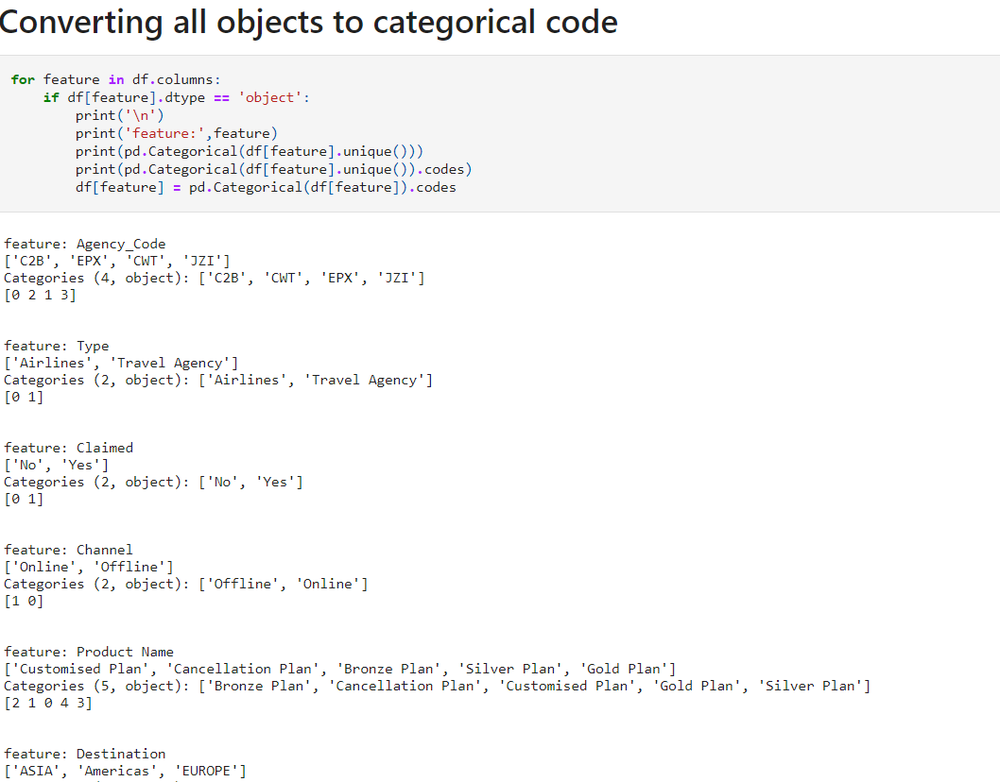 Converting all objects to categorical code
for feature in df.columns:
    if df[feature].dtype == 'object':
        print('\n')
        print('feature:',feature)
        print(pd.Categorical(df[feature].unique()))
        print(pd.Categorical(df[feature].unique()).codes)
        df[feature] = pd.Categorical(df[feature]).codes
feature: Agency_Code
['C2B', 'EPX', 'CWT', 'JZI']
Categories (4, object): ['C2B', 'CWT', 'EPX', 'JZI']
[0 2 1 3]
feature: Type
['Airlines', 'Travel Agency']
Categories (2, object): ['Airlines', 'Travel Agency']
[0 1]
feature: Claimed
['No', 'Yes']
Categories (2, object): ['No', 'Yes']
[0 1]
feature: Channel
['Online', 'Offline']
Categories (2, object): ['Offline', 'Online']
[1 0]
feature: Product Name
['Customised Plan', 'Cancellation Plan', 'Bronze Plan', 'Silver Plan', 'Gold Plan']
Categories (5, object): ['Bronze Plan', 'Cancellation Plan', 'Customised Plan', 'Gold Plan', 'Silver Plan']
[2 1 0 4 3]
feature: Destination
['ASIA', 'Americas', 'EUROPE']